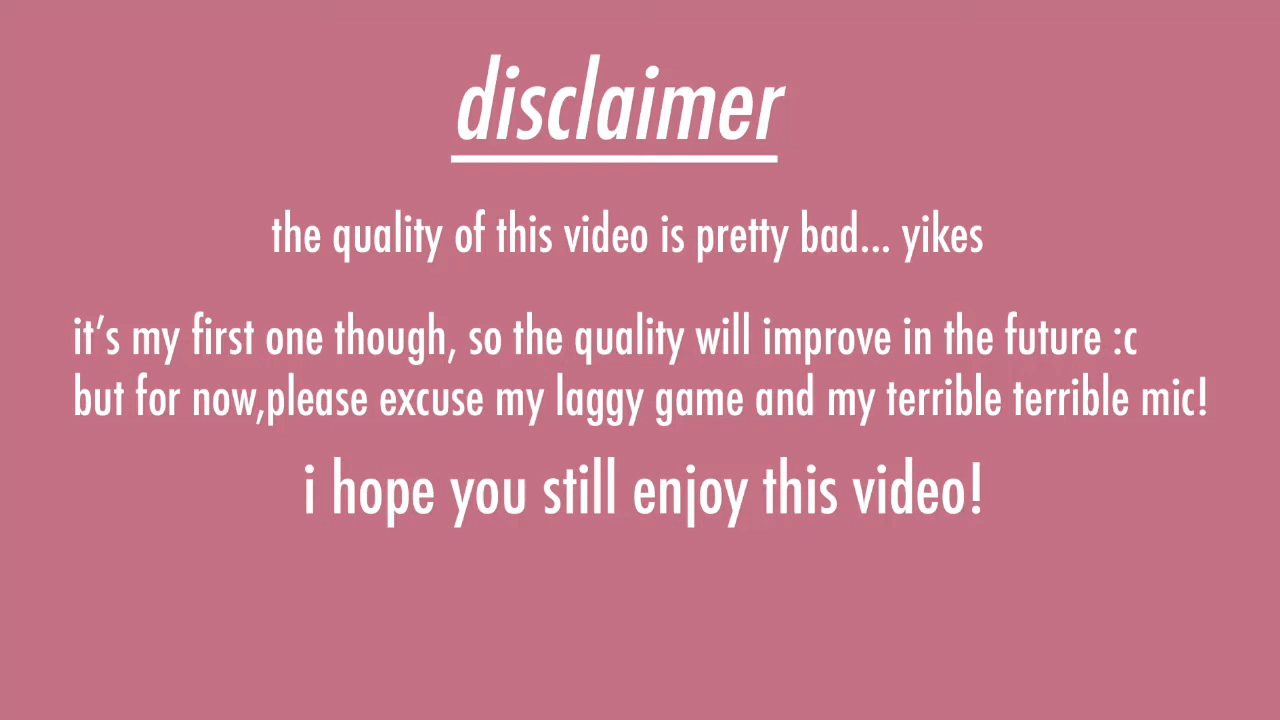 disclaimer
the quality of this video is pretty bad... yikes
it's my first one though, so the quality will improve in the future :c
but for now,please excuse my laggy game and my terrible terrible mic!
i hope you still enjoy this video!